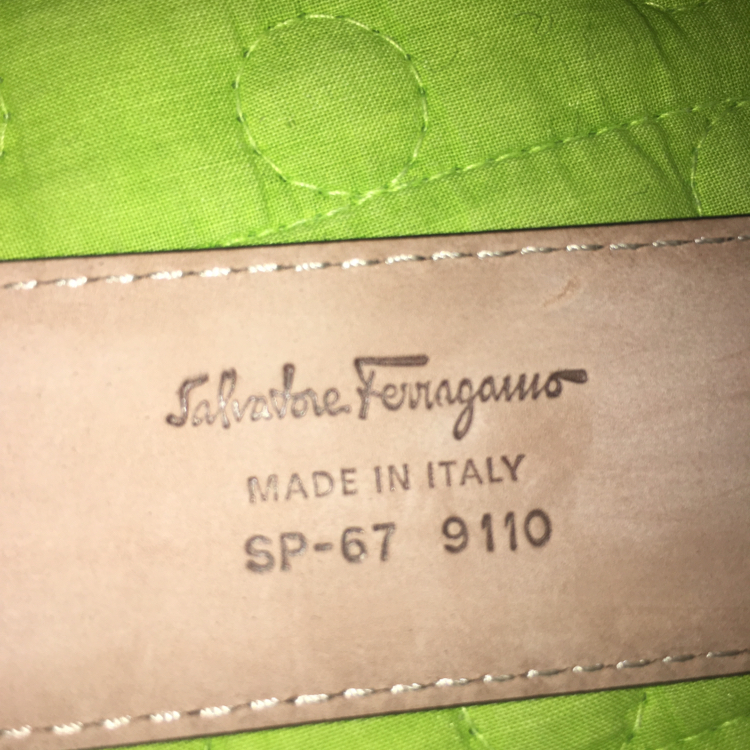 Salvatore Ferragamo
MADE IN ITALY
SP-67 9110